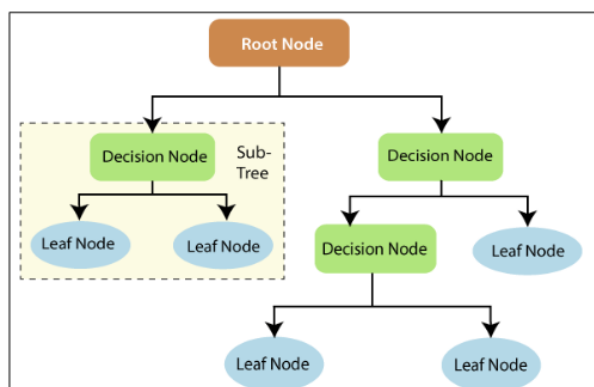 Root Node
Decision Node
Sub-
Tree
Decision Node
Leaf Node
Leaf Node
Decision Node
Leaf Node
Leaf Node
Leaf Node